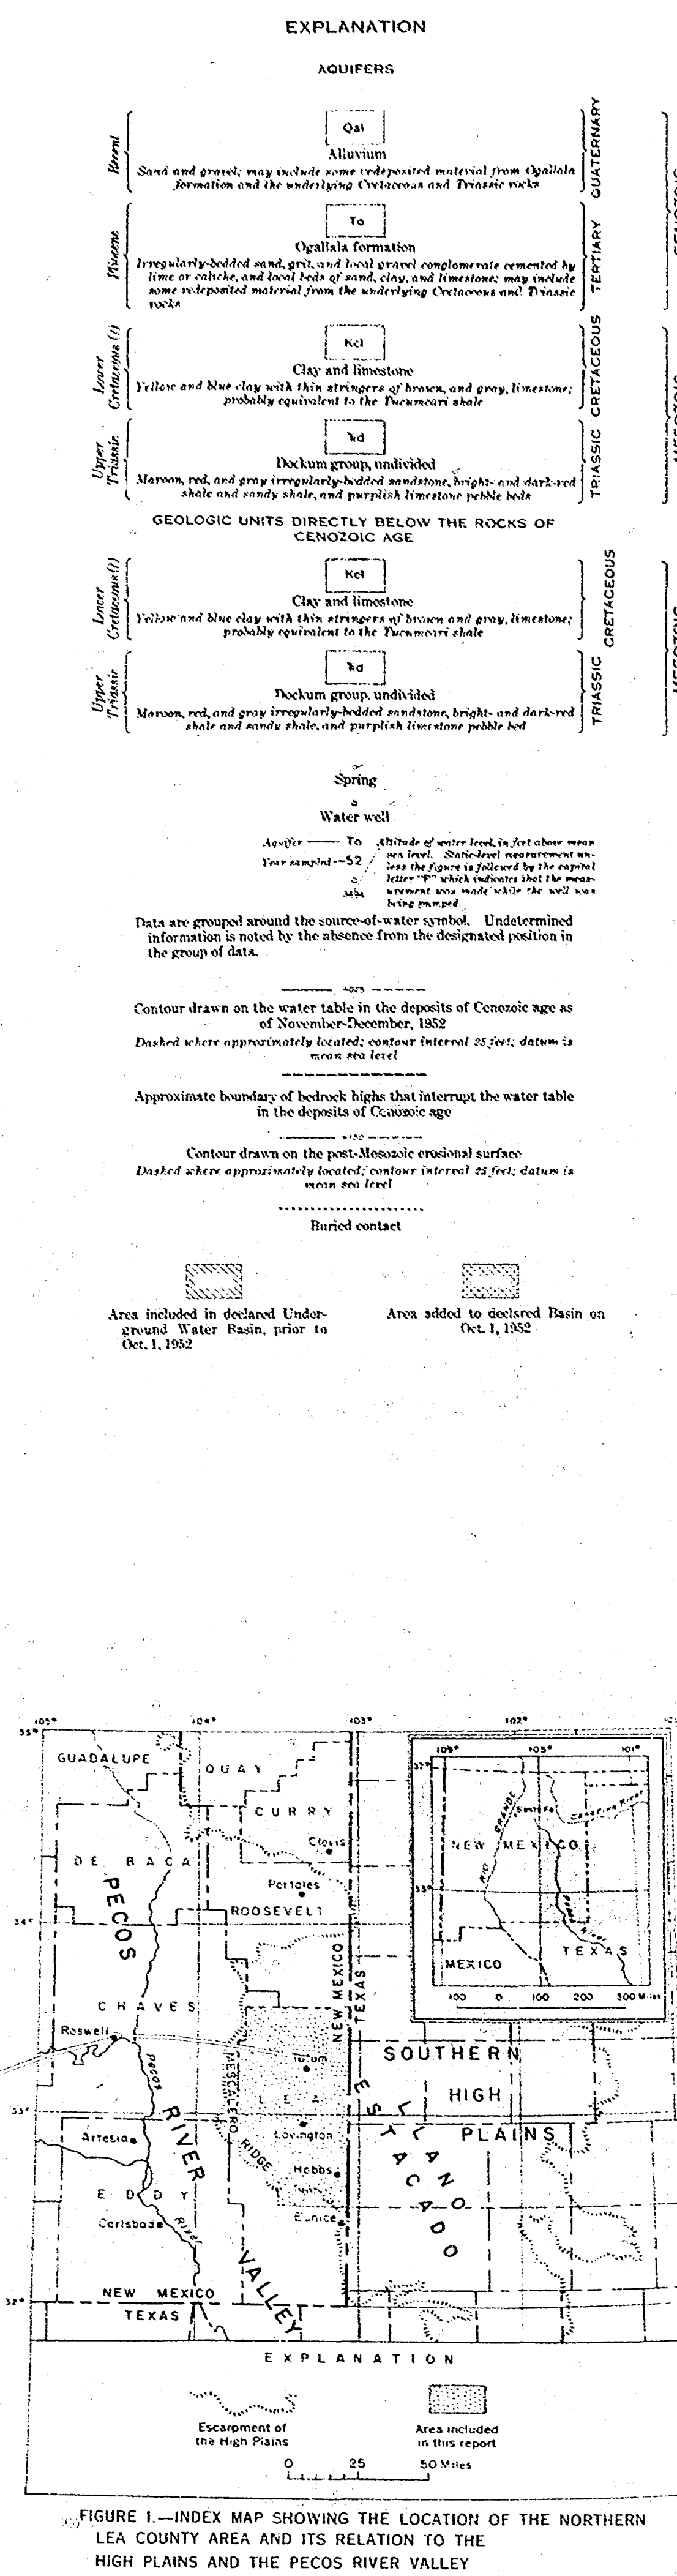 EXPLANATION
AQUIFERS
Recent
Qal
Alluvium
Sand and gravel; may include some redeposited material from Ogallala
formation and the underlying Cretaceous and Triassic rocks
QUATERNARY
Pliocene
To
Ogallala formation
Irregularly-bedded sand, grit, and local gravel conglomerate cemented by
lime or caliche, and local beds of sand, clay, and limestone; may include
some redeposited material from the underlying Cretaceous and Triassic
rocks
TERTIARY
Lower
Cretaceous (?)
Kcl
Clay and limestone
Yellow and blue clay with thin stringers of brown, and gray, limestone;
probably equivalent to the Tucumcari shale
CRETACEOUS
Upper
Triassic
Dockum group, undivided
Maroon, red, and gray irregularly-bedded sandstone, bright- and dark-red
shale and sandy shale, and purplish limestone pebble beds
TRIASSIC
GEOLOGIC UNITS DIRECTLY BELOW THE ROCKS OF
CENOZOIC AGE
Lower
Cretaceous (?)
Kcl
Clay and limestone
Yellow and blue clay with thin stringers of brown and gray, limestone;
probably equivalent to the Tucumcari shale
CRETACEOUS
Upper
Triassic
Dockum group, undivided
Maroon, red, and gray irregularly-bedded sandstone, bright- and dark-red
shale and sandy shale, and purplish limestone pebble bed
TRIASSIC
Spring
Water well
Aquifer To
Year sampled 52
Altitude of water level, in feet above mean
sea level. Static-level measurement un-
less the figure is followed by the capital
letter "P" which indicates that the meas-
urement was made while the well was
being pumped.
Data are grouped around the source-of-water symbol. Undetermined
information is noted by the absence from the designated position in
the group of data.
Contour drawn on the water table in the deposits of Cenozoic age as
of November-December, 1952
Dashed where approximately located; contour interval 25 feet; datum is
mean sea level
Approximate boundary of bedrock highs that interrupt the water table
in the deposits of Cenozoic age
Contour drawn on the post-Mesozoic erosional surface
Dashed where approximately located; contour interval 25 feet; datum is
mean sea level
Buried contact
Area included in declared Under-
ground Water Basin, prior to
Oct. 1, 1952
Area added to declared Basin on
Oct. 1, 1952
105° 104° 103° 102°
35°
GUADALUPE
QUAY
CURRY
Clovis
DE BACA
Portales
ROOSEVELT
34°
CHAVES
Roswell
Pecos
PECOS RIVER VALLEY
MESCALERO RIDGE
NEW MEXICO
TEXAS
Tatum
LEA
33°
Lovington
Artesia
Hobbs
EDDY
Eunice
Carlsbad
River
LLANO
ESTACADO
SOUTHERN
HIGH
PLAINS
32°
NEW MEXICO
TEXAS
109° 105° 101°
37°
Santa Fe
Canadian River
RIO GRANDE
NEW MEXICO
33°
TEXAS
MEXICO
100 0 100 200 300 Miles
EXPLANATION
Escarpment of
the High Plains
Area included
in this report
0 25 50 Miles
FIGURE 1.—INDEX MAP SHOWING THE LOCATION OF THE NORTHERN
LEA COUNTY AREA AND ITS RELATION TO THE
HIGH PLAINS AND THE PECOS RIVER VALLEY